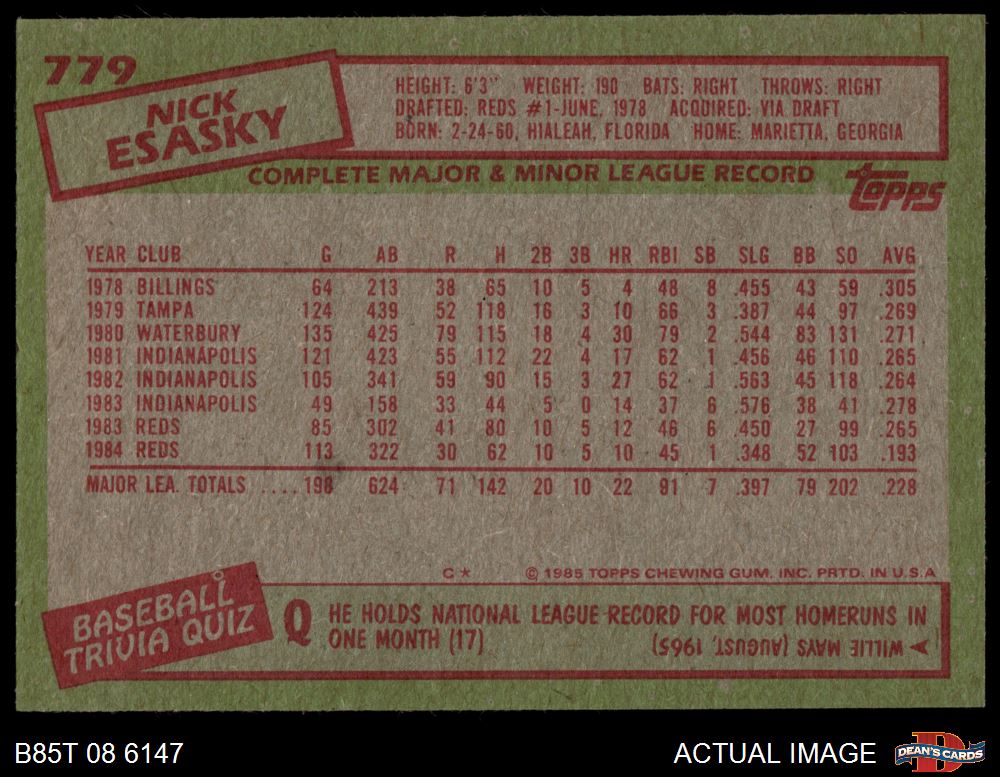 779
NICK
ESASKY
HEIGHT: 6'3" WEIGHT: 190 BATS: RIGHT THROWS: RIGHT
DRAFTED: REDS #1-JUNE, 1978 ACQUIRED: VIA DRAFT
BORN: 2-24-60, HIALEAH, FLORIDA HOME: MARIETTA, GEORGIA
COMPLETE MAJOR & MINOR LEAGUE RECORD
Topps
YEAR CLUB G AB R H 2B 3B HR RBI SB SLG BB SO AVG
1978 BILLINGS 64 213 38 65 10 5 4 48 8 .455 43 59 .305
1979 TAMPA 124 439 52 118 16 3 10 66 3 .387 44 97 .269
1980 WATERBURY 135 425 79 115 18 4 30 79 2 .544 83 131 .271
1981 INDIANAPOLIS 121 423 55 112 22 4 17 62 1 .456 46 110 .265
1982 INDIANAPOLIS 105 341 59 90 15 3 27 62 1 .563 45 118 .264
1983 INDIANAPOLIS 49 158 33 44 5 0 14 37 6 .576 38 41 .278
1983 REDS 85 302 41 80 10 5 12 46 6 .450 27 99 .265
1984 REDS 113 322 30 62 10 5 10 45 1 .348 52 103 .193
MAJOR LEA. TOTALS .... 198 624 71 142 20 10 22 91 7 .397 79 202 .228
C★ © 1985 TOPPS CHEWING GUM, INC. PRTD. IN U.S.A
BASEBALL
TRIVIA QUIZ
Q HE HOLDS NATIONAL LEAGUE RECORD FOR MOST HOMERUNS IN
ONE MONTH (17)
A WILLIE MAYS (AUGUST, 1965)
B85T 08 6147
ACTUAL IMAGE
D
DEAN'S CARDS